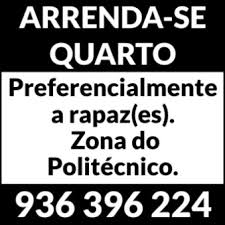 ARRENDA-SE
QUARTO
Preferencialmente
a rapaz(es).
Zona do
Politécnico.
936 396 224